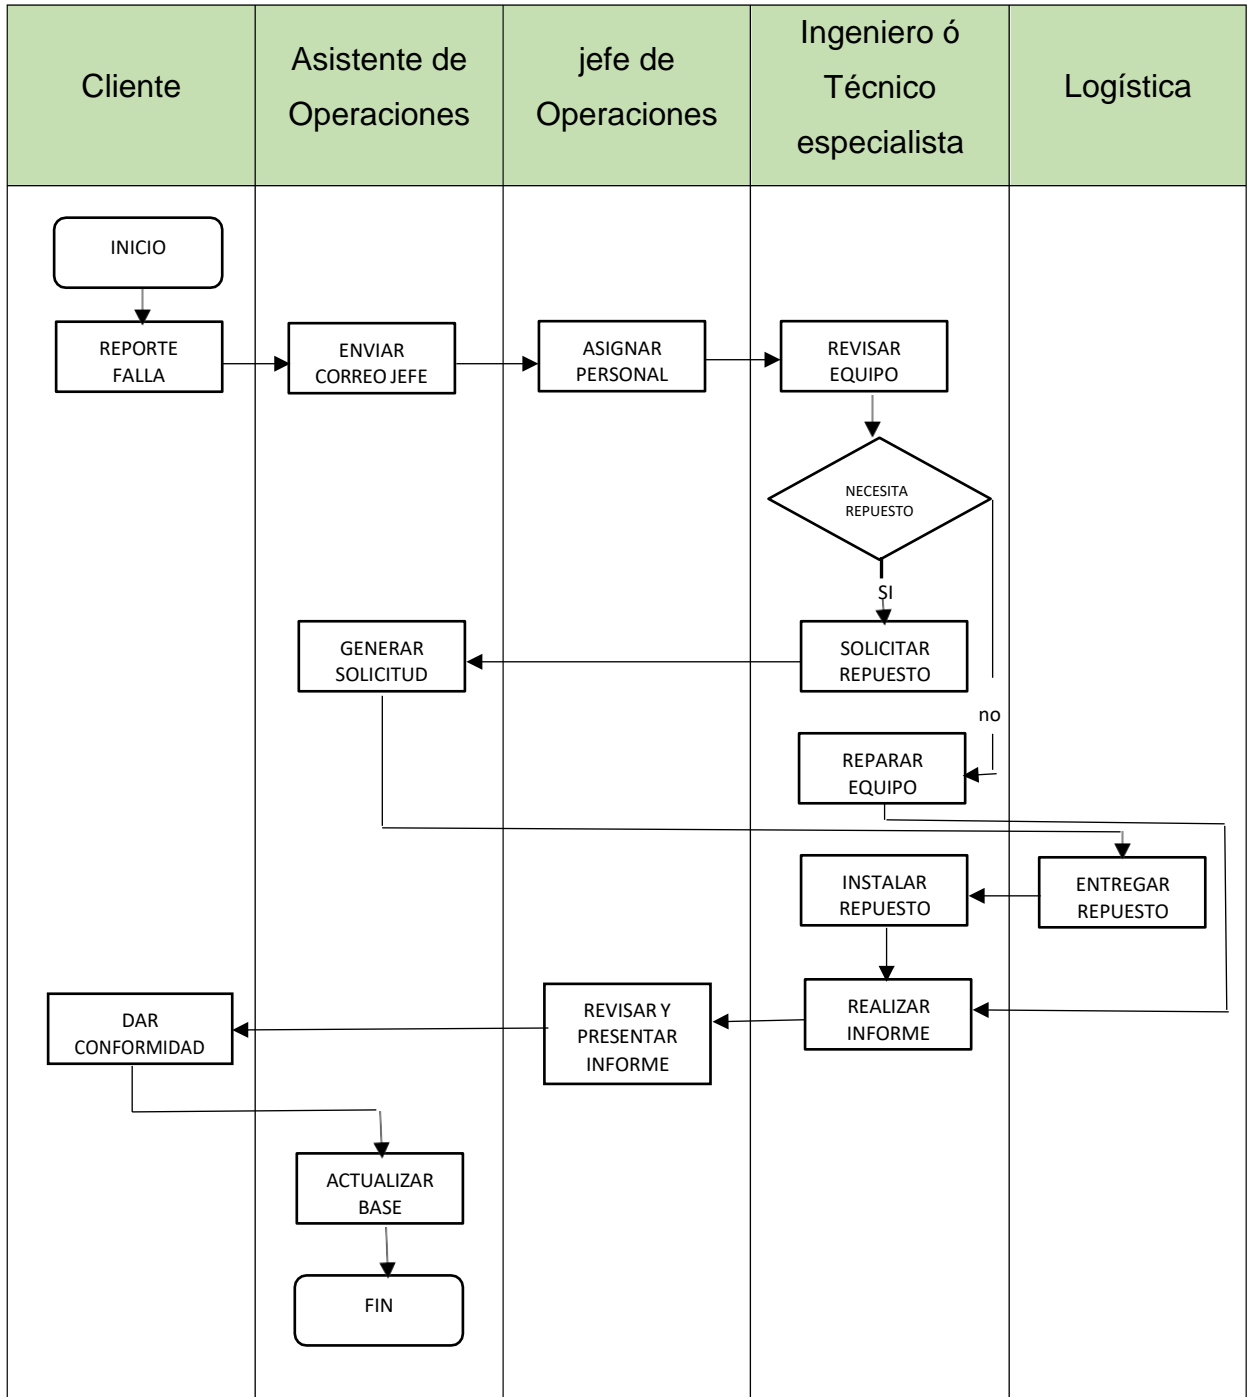 Cliente
Asistente de
Operaciones
jefe de
Operaciones
Ingeniero ó
Técnico
especialista
Logística
INICIO
REPORTE
FALLA
ENVIAR
CORREO JEFE
ASIGNAR
PERSONAL
REVISAR
EQUIPO
NECESITA
REPUESTO
SI
GENERAR
SOLICITUD
SOLICITAR
REPUESTO
no
REPARAR
EQUIPO
INSTALAR
REPUESTO
ENTREGAR
REPUESTO
DAR
CONFORMIDAD
REVISAR Y
PRESENTAR
INFORME
REALIZAR
INFORME
ACTUALIZAR
BASE
FIN